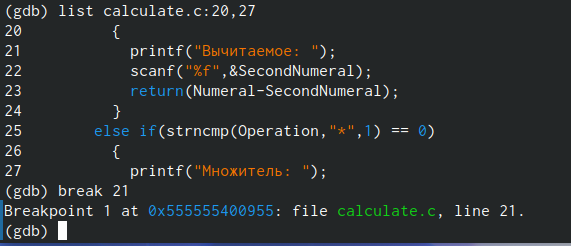 (gdb) list calculate.c:20,27
20 {
21 printf("Вычитаемое: ");
22 scanf("%f",&SecondNumeral);
23 return(Numeral-SecondNumeral);
24 }
25 else if(strncmp(Operation,"*",1) == 0)
26 {
27 printf("Множитель: ");
(gdb) break 21
Breakpoint 1 at 0x555555400955: file calculate.c, line 21.
(gdb)